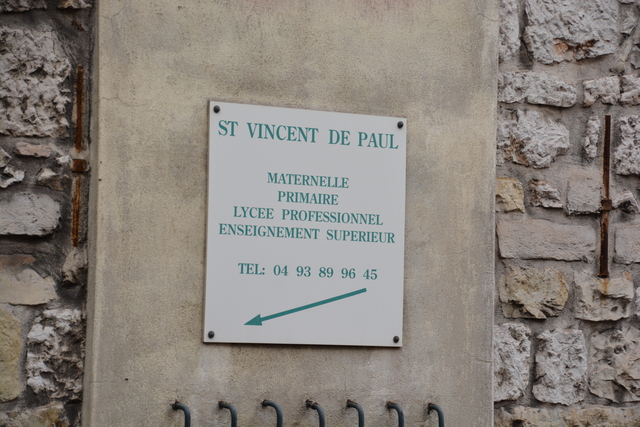 ST VINCENT DE PAUL
MATERNELLE
PRIMAIRE
LYCEE PROFESSIONNEL
ENSEIGNEMENT SUPERIEUR
TEL: 04 93 89 96 45